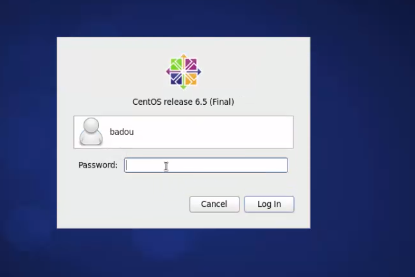 CentOS release 6.5 (Final)
badou
Password:
Cancel Log In